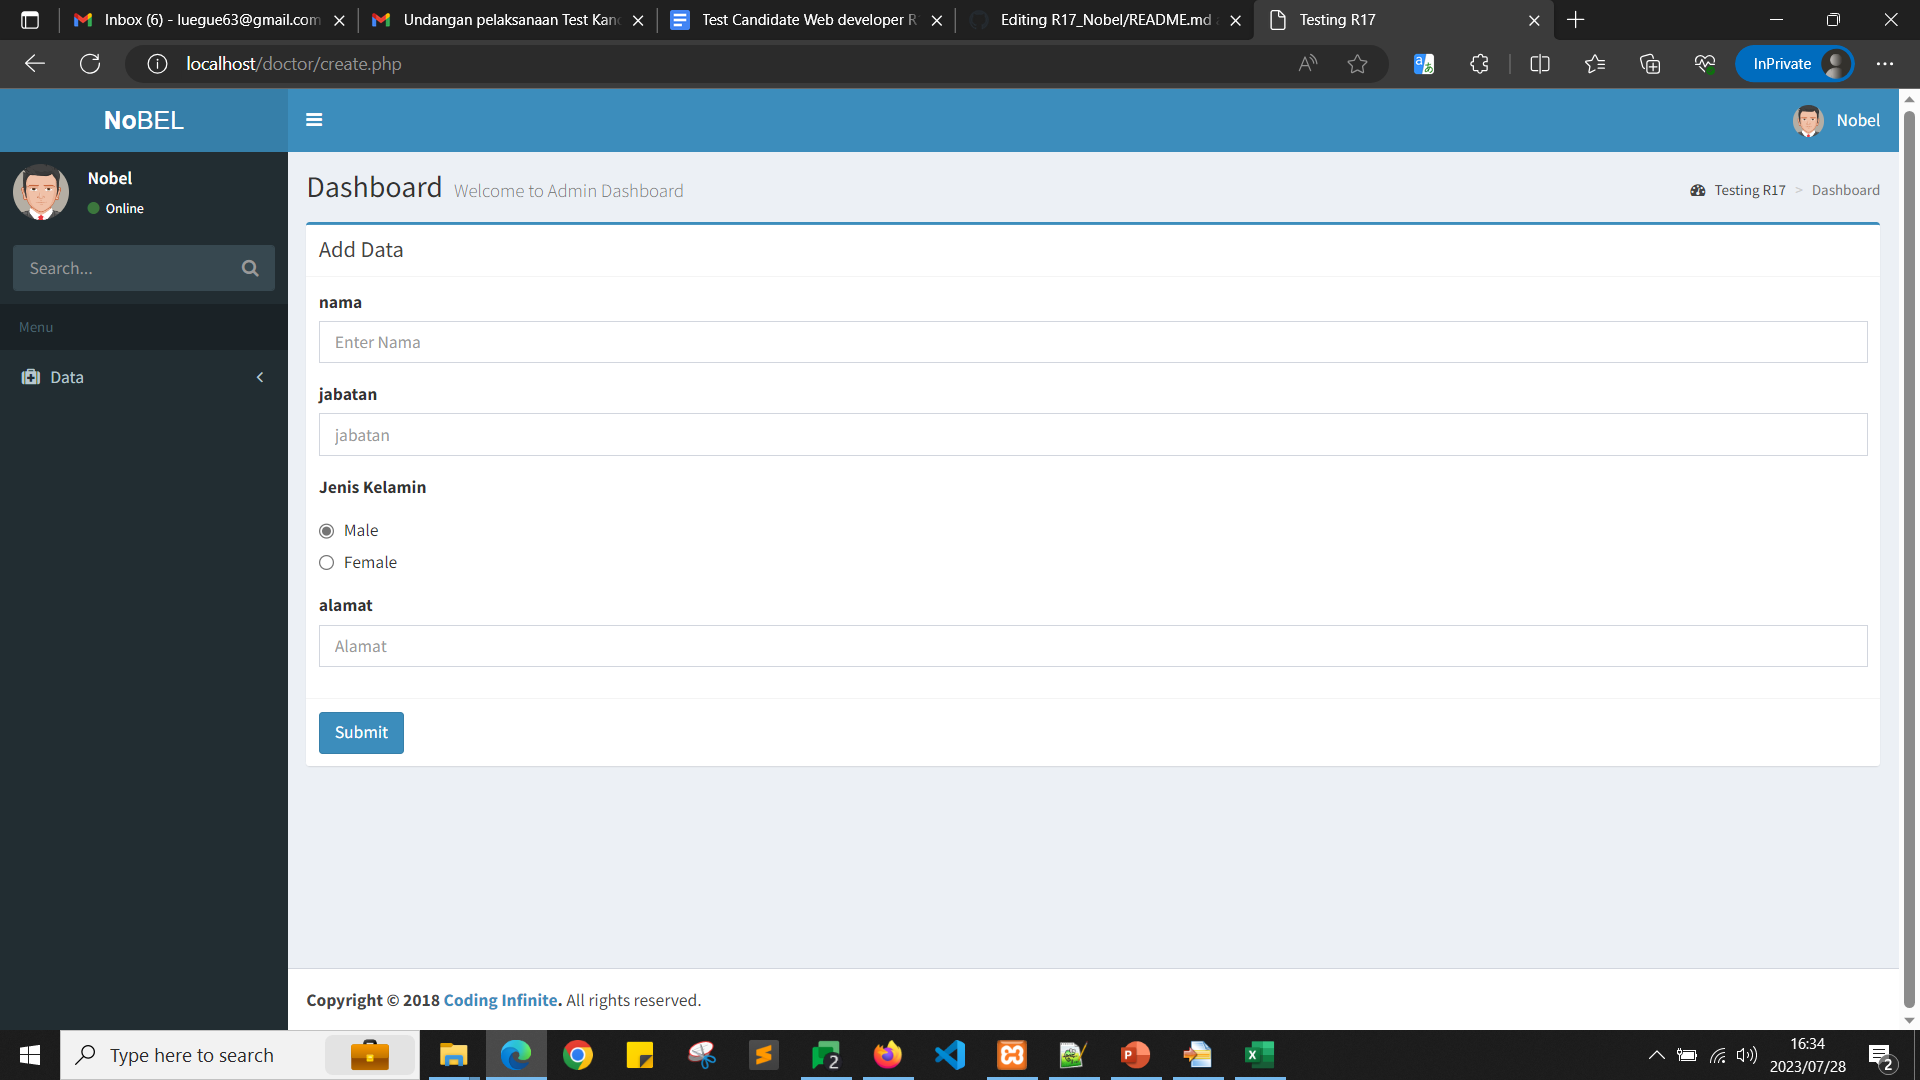 Inbox (6) - luegue63@gmail.com
Undangan pelaksanaan Test Kan
Test Candidate Web developer R
Editing R17_Nobel/README.md
Testing R17
localhost/doctor/create.php
InPrivate
NoBEL
Nobel
Nobel
Online
Dashboard Welcome to Admin Dashboard
Testing R17 > Dashboard
Search...
Menu
Data
Add Data
nama
Enter Nama
jabatan
jabatan
Jenis Kelamin
Male
Female
alamat
Alamat
Submit
Copyright © 2018 Coding Infinite. All rights reserved.
Type here to search
2
16:34
2023/07/28
2